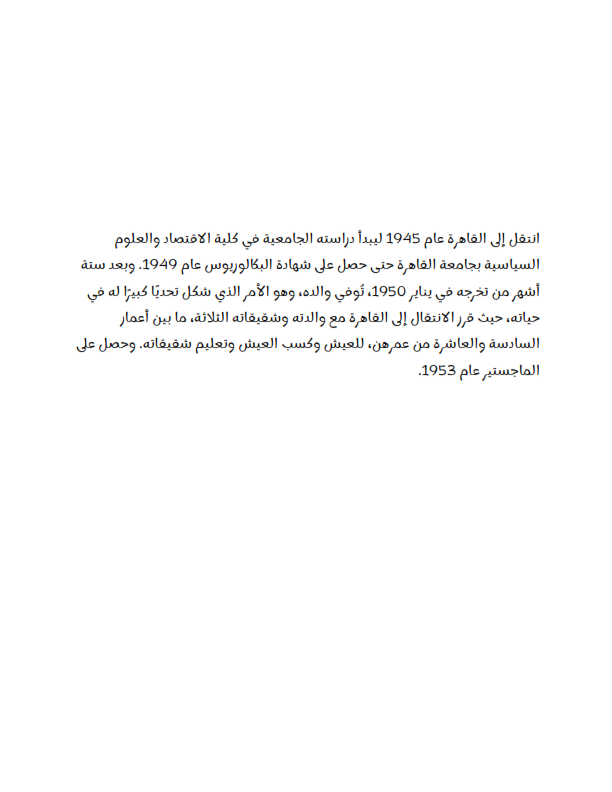 انتقل إلى القاهرة عام 1945 ليبدأ دراسته الجامعية في كلية الاقتصاد والعلوم
السياسية بجامعة القاهرة حتى حصل على شهادة البكالوريوس عام 1949. وبعد ستة
أشهر من تخرجه في يناير 1950، تُوفي والده، وهو الأمر الذي شكل تحديًا كبيرًا له في
حياته، حيث قرر الانتقال إلى القاهرة مع والدته وشقيقاته الثلاثة، ما بين أعمار
السادسة والعاشرة من عمرهن، للعيش وكسب العيش وتعليم شقيقاته. وحصل على
الماجستير عام 1953.